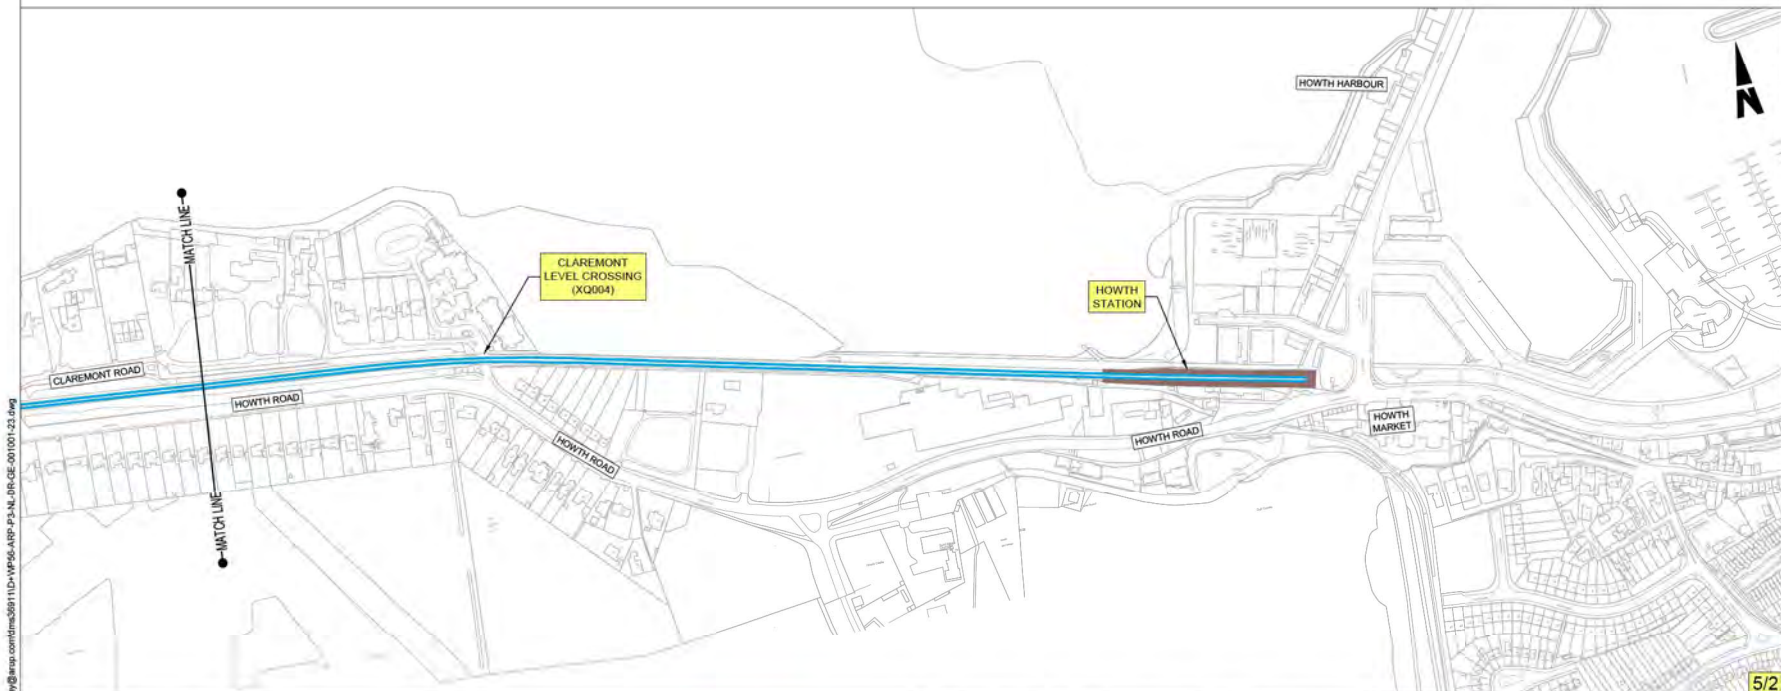 HOWTH HARBOUR
N
MATCH LINE
CLAREMONT
LEVEL CROSSING
(XQ004)
HOWTH
STATION
CLAREMONT ROAD
HOWTH ROAD
HOWTH
MARKET
HOWTH ROAD
HOWTH ROAD
MATCH LINE
5/2